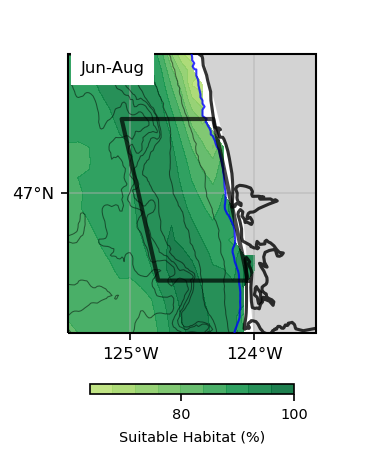 Jun-Aug
47°N
125°W 124°W
80 100
Suitable Habitat (%)